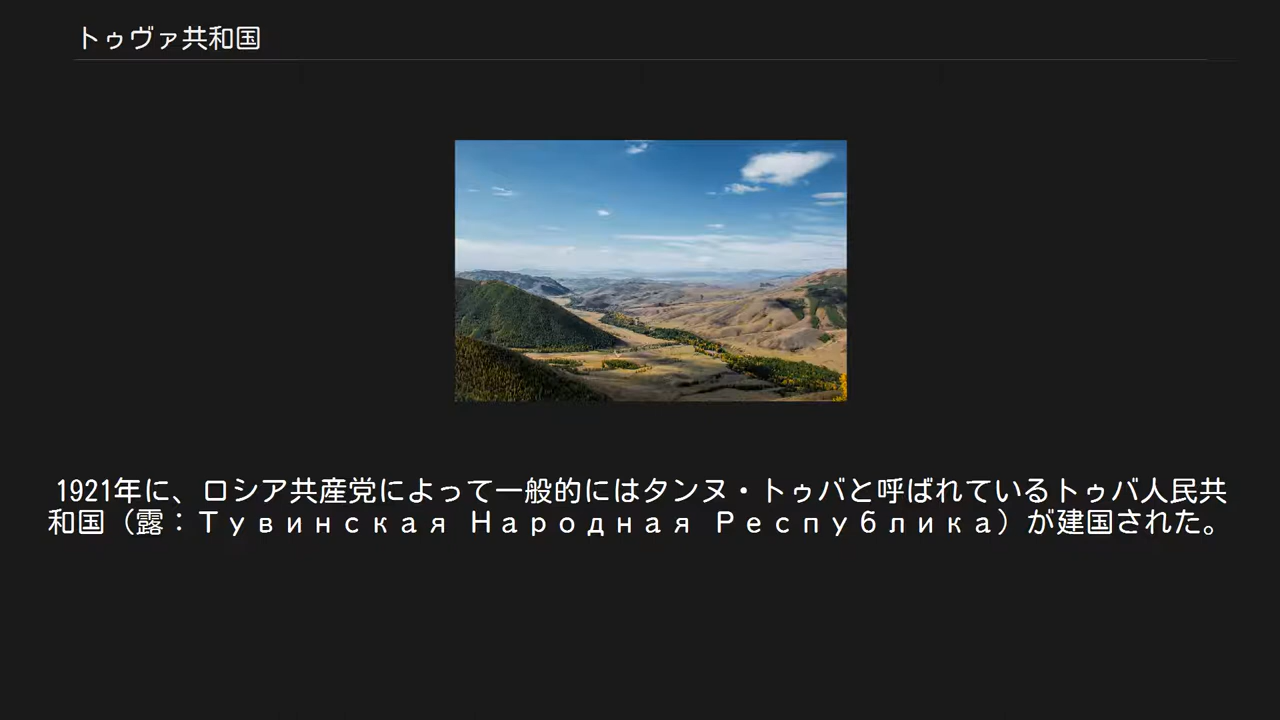 トゥヴァ共和国
1921年に、ロシア共産党によって一般的にはタンヌ・トゥバと呼ばれているトゥバ人民共
和国（露：Тувинская Народная Республика）が建国された。